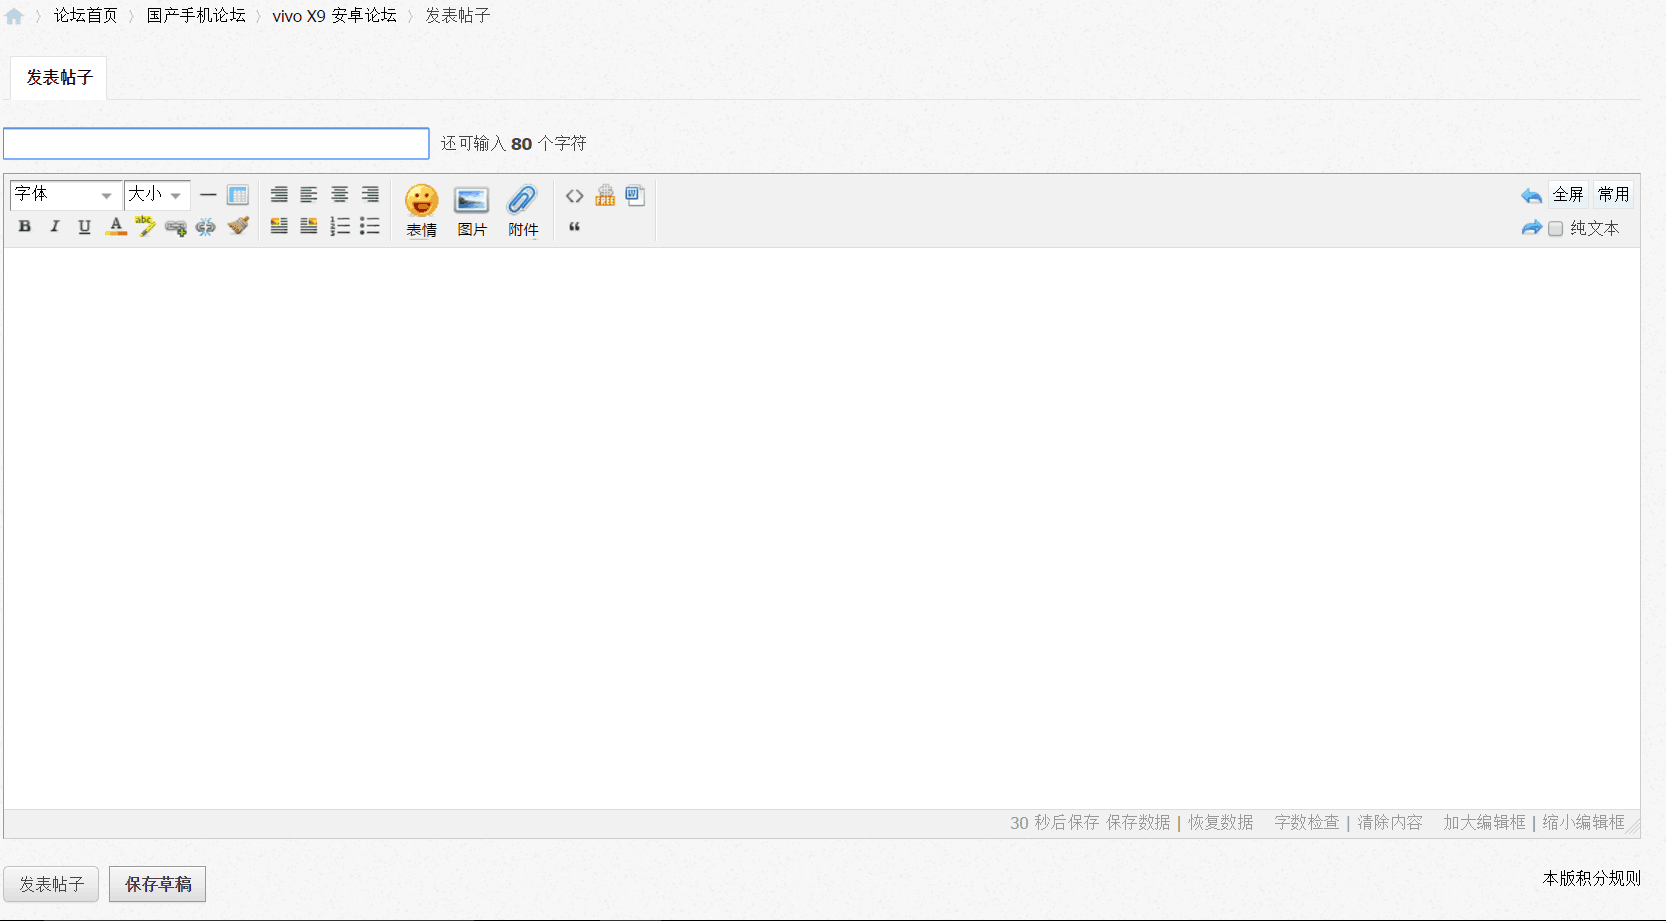 论坛首页 〉 国产手机论坛 〉 vivo X9 安卓论坛 〉 发表帖子
发表帖子
还可输入 80 个字符
字体 大小
全屏 常用
B I U A abc
表情 图片 附件
纯文本
30 秒后保存 保存数据 | 恢复数据 字数检查 | 清除内容 加大编辑框 | 缩小编辑框
发表帖子 保存草稿
本版积分规则